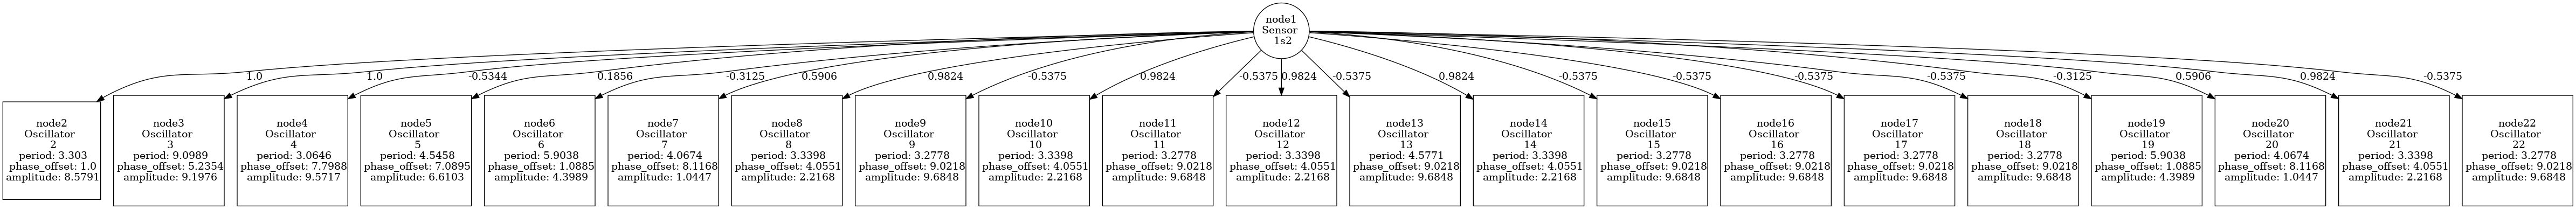 node1
Sensor
1s2
1.0
1.0
-0.5344
0.1856
-0.3125
0.5906
0.9824
-0.5375
0.9824
-0.5375
0.9824
-0.5375
0.9824
-0.5375
-0.5375
-0.5375
-0.5375
-0.3125
0.5906
0.9824
-0.5375
node2
Oscillator
2
period: 3.303
phase_offset: 1.0
amplitude: 8.5791
node3
Oscillator
3
period: 9.0989
phase_offset: 5.2354
amplitude: 9.1976
node4
Oscillator
4
period: 3.0646
phase_offset: 7.7988
amplitude: 9.5717
node5
Oscillator
5
period: 4.5458
phase_offset: 7.0895
amplitude: 6.6103
node6
Oscillator
6
period: 5.9038
phase_offset: 1.0885
amplitude: 4.3989
node7
Oscillator
7
period: 4.0674
phase_offset: 8.1168
amplitude: 1.0447
node8
Oscillator
8
period: 3.3398
phase_offset: 4.0551
amplitude: 2.2168
node9
Oscillator
9
period: 3.2778
phase_offset: 9.0218
amplitude: 9.6848
node10
Oscillator
10
period: 3.3398
phase_offset: 4.0551
amplitude: 2.2168
node11
Oscillator
11
period: 3.2778
phase_offset: 9.0218
amplitude: 9.6848
node12
Oscillator
12
period: 3.3398
phase_offset: 4.0551
amplitude: 2.2168
node13
Oscillator
13
period: 4.5771
phase_offset: 9.0218
amplitude: 9.6848
node14
Oscillator
14
period: 3.3398
phase_offset: 4.0551
amplitude: 2.2168
node15
Oscillator
15
period: 3.2778
phase_offset: 9.0218
amplitude: 9.6848
node16
Oscillator
16
period: 3.2778
phase_offset: 9.0218
amplitude: 9.6848
node17
Oscillator
17
period: 3.2778
phase_offset: 9.0218
amplitude: 9.6848
node18
Oscillator
18
period: 3.2778
phase_offset: 9.0218
amplitude: 9.6848
node19
Oscillator
19
period: 5.9038
phase_offset: 1.0885
amplitude: 4.3989
node20
Oscillator
20
period: 4.0674
phase_offset: 8.1168
amplitude: 1.0447
node21
Oscillator
21
period: 3.3398
phase_offset: 4.0551
amplitude: 2.2168
node22
Oscillator
22
period: 3.2778
phase_offset: 9.0218
amplitude: 9.6848